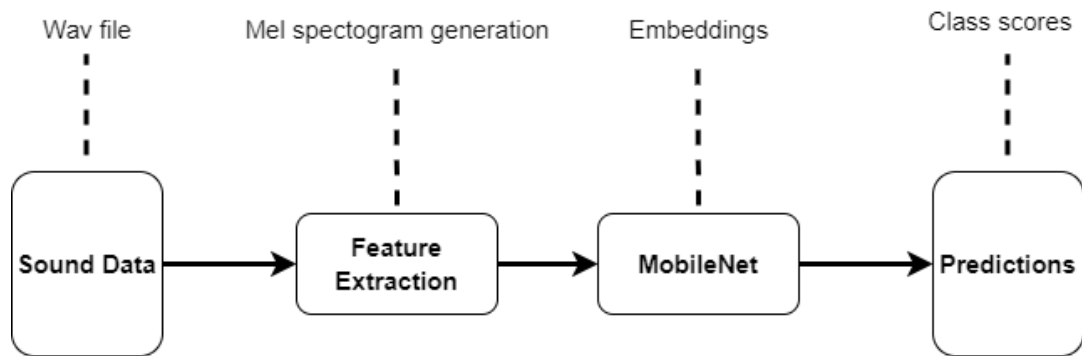 Wav file
Mel spectogram generation
Embeddings
Class scores
Sound Data
Feature
Extraction
MobileNet
Predictions